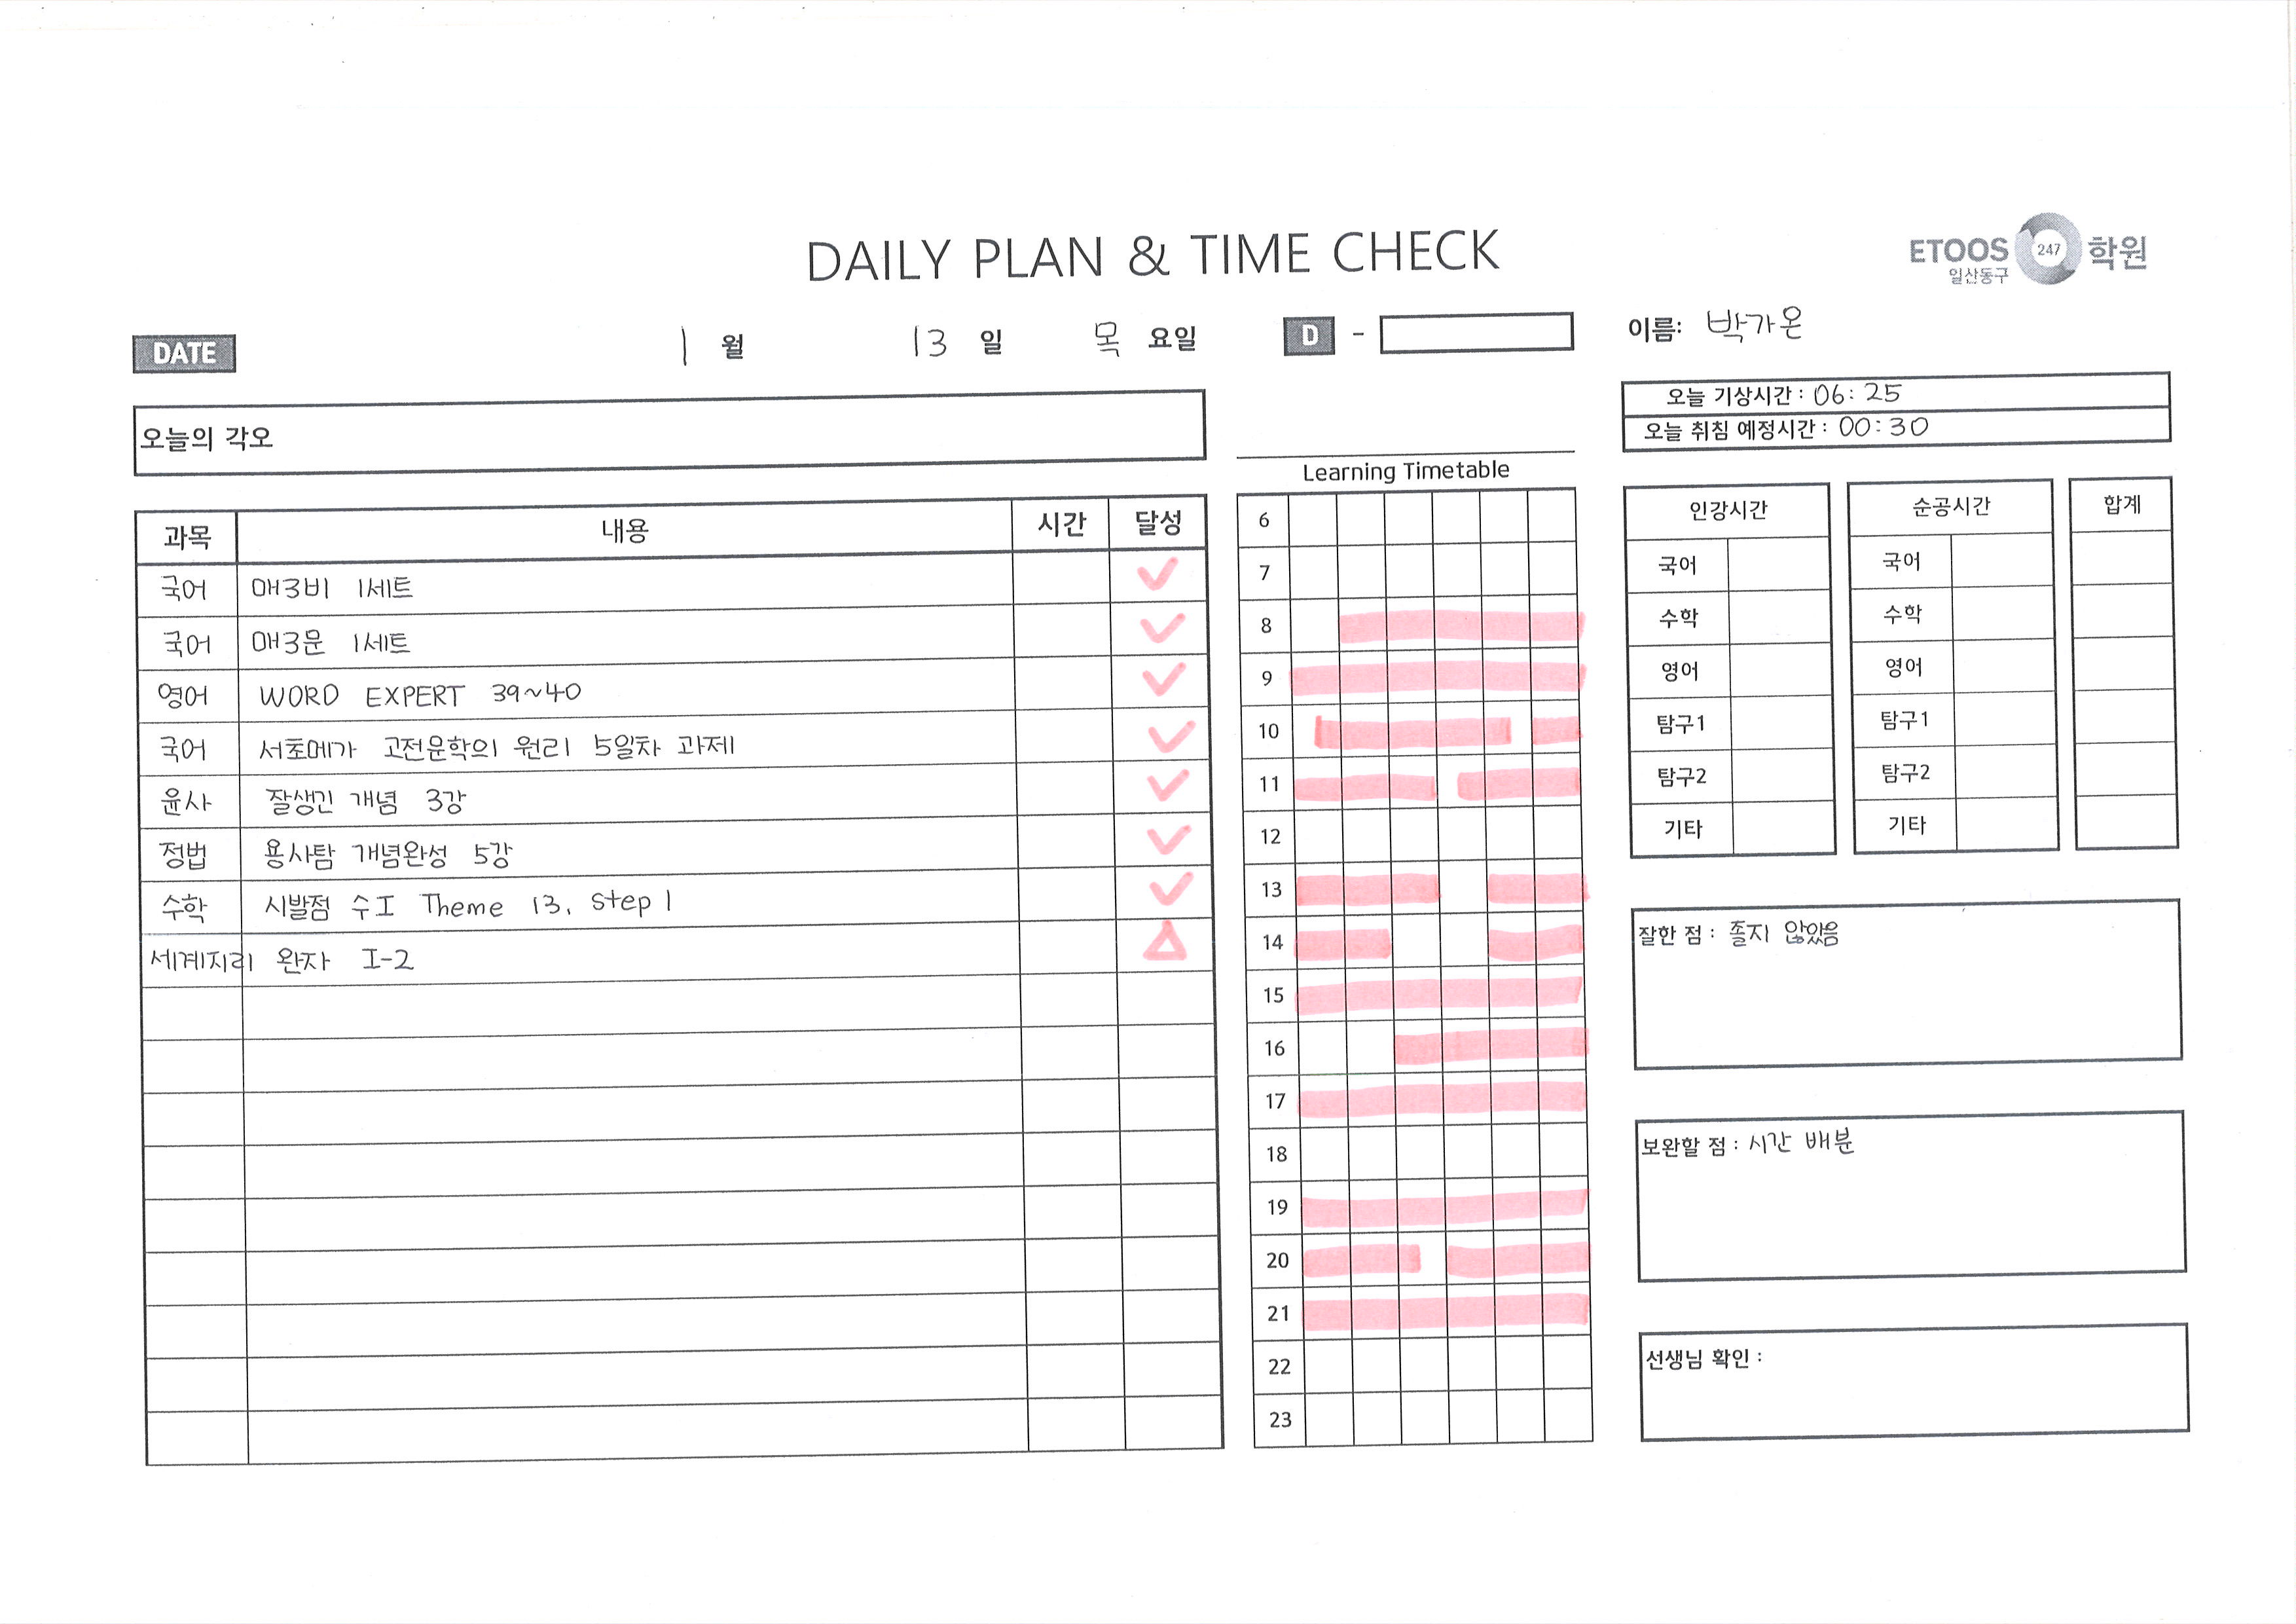 DAILY PLAN & TIME CHECK
ETOOS 247 학원
일산동구
DATE 1 월 13 일 목 요일 D -
이름: 박가온
오늘의 각오
오늘 기상시간 : 06:25
오늘 취침 예정시간 : 00:30
과목 내용 시간 달성
국어 매3비 1세트
국어 매3문 1세트
영어 WORD EXPERT 39~40
국어 서초메가 고전문학의 원리 5일차 과제
윤사 잘생긴 개념 3강
정법 용사탐 개념완성 5강
수학 시발점 수I Theme 13, Step 1
세계지리 완자 I-2
Learning Timetable
6
7
8
9
10
11
12
13
14
15
16
17
18
19
20
21
22
23
인강시간 순공시간 합계
국어 국어
수학 수학
영어 영어
탐구1 탐구1
탐구2 탐구2
기타 기타
잘한 점 : 졸지 않았음
보완할 점 : 시간 배분
선생님 확인 :